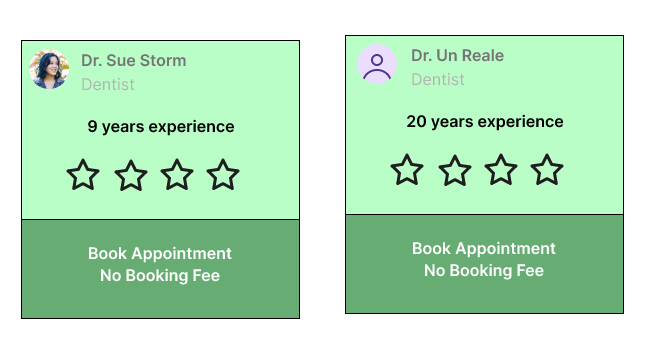 Dr. Sue Storm
Dentist
9 years experience
Book Appointment
No Booking Fee
Dr. Un Reale
Dentist
20 years experience
Book Appointment
No Booking Fee